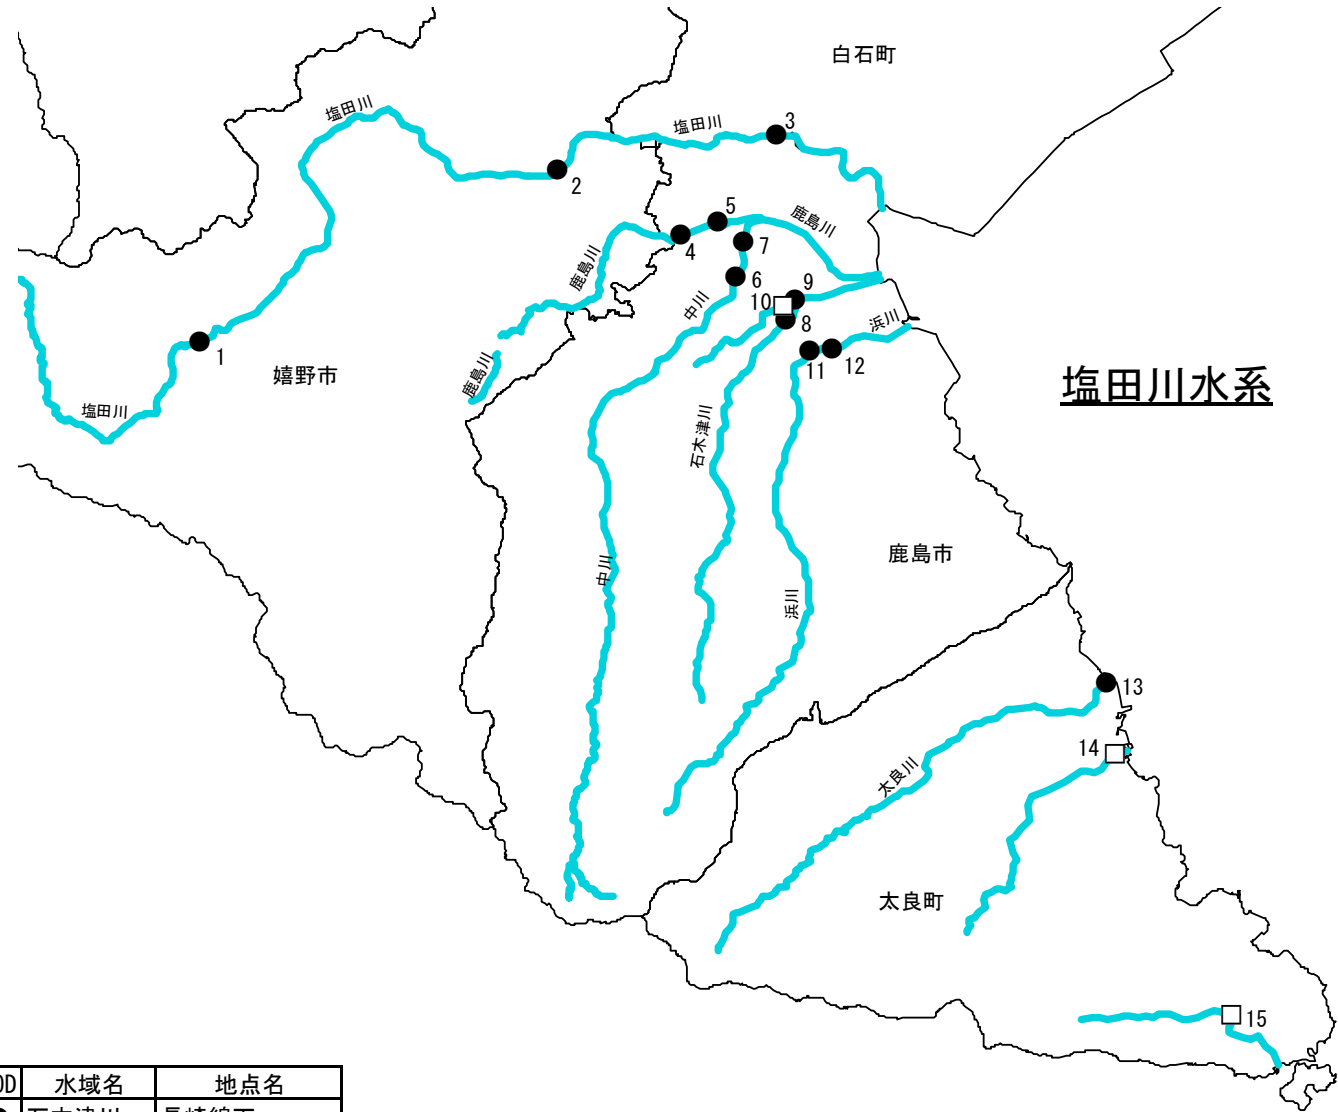 白石町
塩田川
塩田川
3
2
5
鹿島川
4
7
鹿島川
6
9
10
中川
8
浜川
1
11
12
嬉野市
鹿島川
塩田川水系
塩田川
石木津川
鹿島市
中川
浜川
13
14
太良川
太良町
15
水域名 地点名